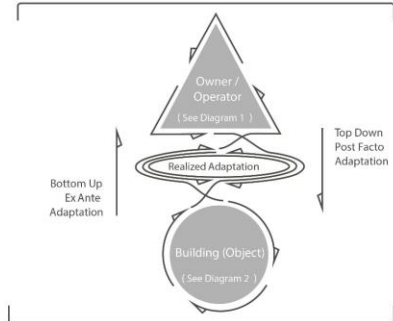 Owner /
Operator
( See Diagram 1 )
Top Down
Post Facto
Adaptation
Realized Adaptation
Bottom Up
Ex Ante
Adaptation
Building (Object)
( See Diagram 2 )